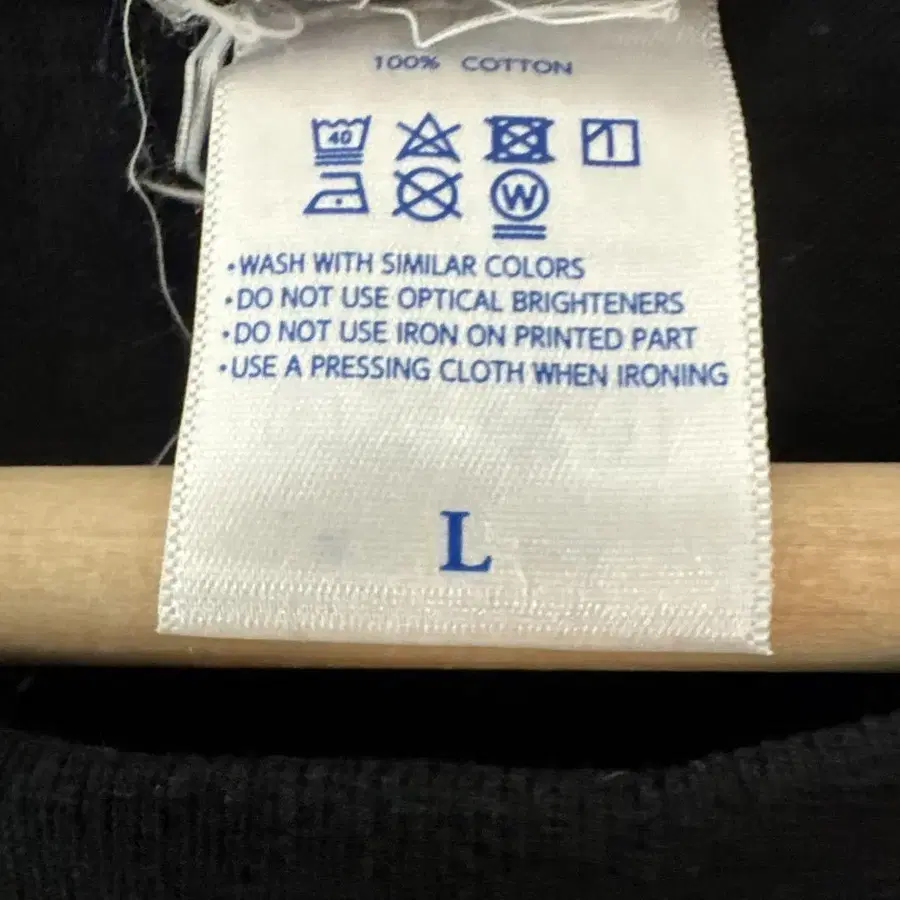 100% COTTON
40
W
•WASH WITH SIMILAR COLORS
•DO NOT USE OPTICAL BRIGHTENERS
•DO NOT USE IRON ON PRINTED PART
•USE A PRESSING CLOTH WHEN IRONING
L